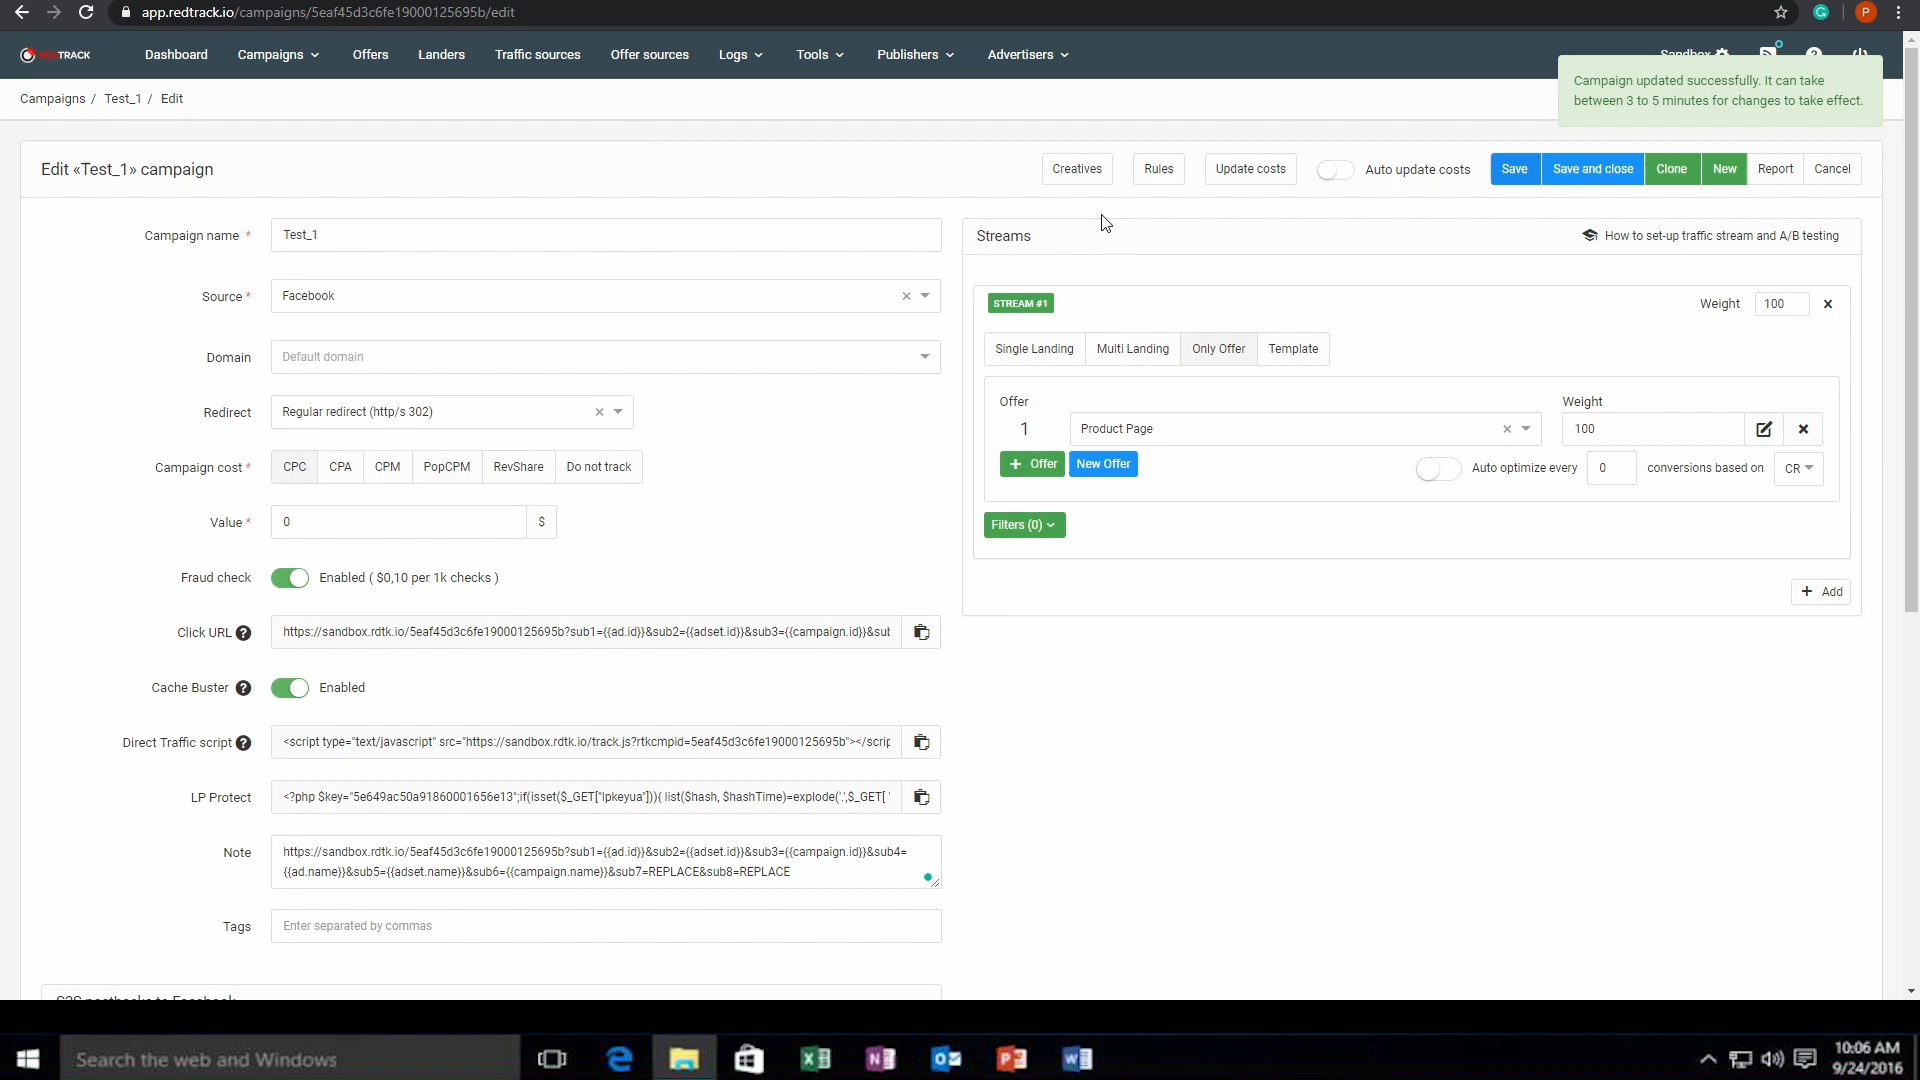 app.redtrack.io/campaigns/5eaf45d3c6fe19000125695b/edit
P
TRACK
Dashboard
Campaigns
Offers
Landers
Traffic sources
Offer sources
Logs
Tools
Publishers
Advertisers
Sandbox
Campaign updated successfully. It can take
between 3 to 5 minutes for changes to take effect.
Campaigns / Test_1 / Edit
Edit «Test_1» campaign
Creatives
Rules
Update costs
Auto update costs
Save
Save and close
Clone
New
Report
Cancel
Campaign name *
Test_1
Source *
Facebook
Domain
Default domain
Redirect
Regular redirect (http/s 302)
Campaign cost *
CPC
CPA
CPM
PopCPM
RevShare
Do not track
Value *
0
$
Fraud check
Enabled ( $0,10 per 1k checks )
Click URL
https://sandbox.rdtk.io/5eaf45d3c6fe19000125695b?sub1={{ad.id}}&sub2={{adset.id}}&sub3={{campaign.id}}&sub
Cache Buster
Enabled
Direct Traffic script
<script type="text/javascript" src="https://sandbox.rdtk.io/track.js?rtkcmpid=5eaf45d3c6fe19000125695b"></scrip
LP Protect
<?php $key="5e649ac50a91860001656e13";if(isset($_GET["lpkeyua"])){ list($hash, $hashTime)=explode('.',$_GET[ '
Note
https://sandbox.rdtk.io/5eaf45d3c6fe19000125695b?sub1={{ad.id}}&sub2={{adset.id}}&sub3={{campaign.id}}&sub4=
{{ad.name}}&sub5={{adset.name}}&sub6={{campaign.name}}&sub7=REPLACE&sub8=REPLACE
Tags
Enter separated by commas
S2S postbacks to Facebook
Streams
How to set-up traffic stream and A/B testing
STREAM #1
Weight
100
Single Landing
Multi Landing
Only Offer
Template
Offer
Weight
1
Product Page
100
+ Offer
New Offer
Auto optimize every
0
conversions based on
CR
Filters (0)
+ Add
Search the web and Windows
10:06 AM
9/24/2016